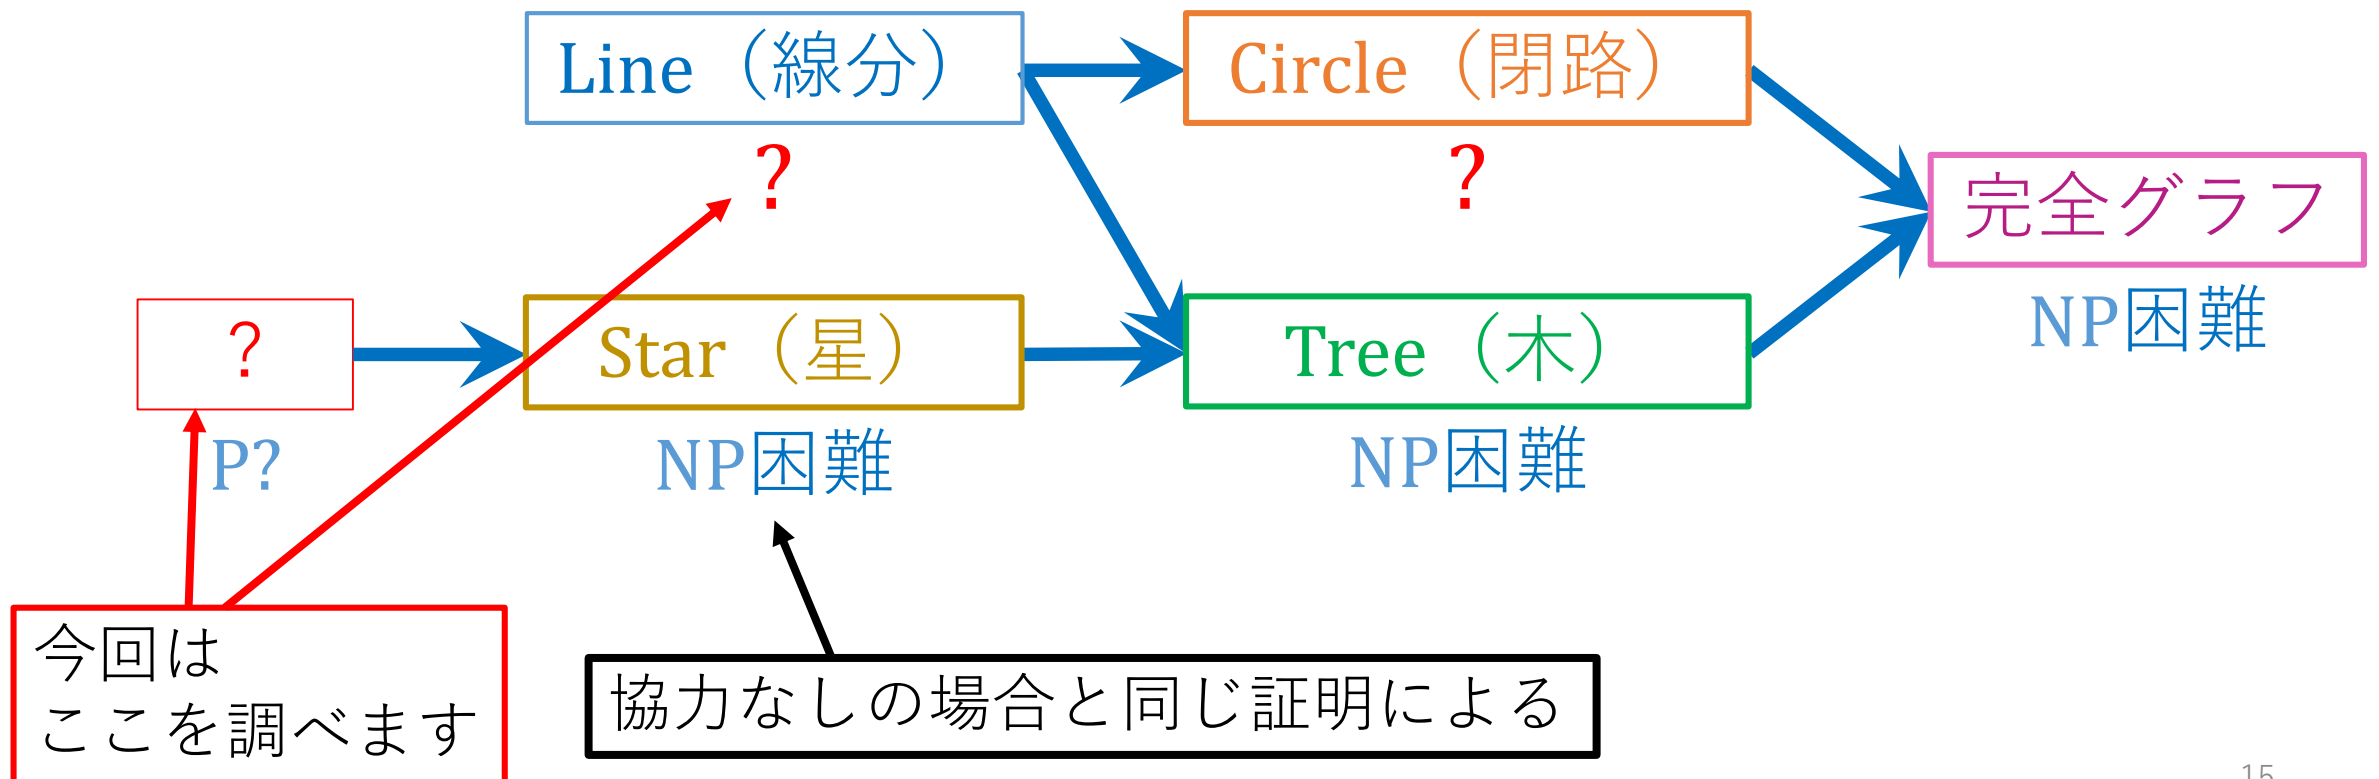 Line（線分）
Circle（閉路）
?
?
完全グラフ
NP困難
?
Star（星）
Tree（木）
P?
NP困難
NP困難
今回は
ここを調べます
協力なしの場合と同じ証明による
15